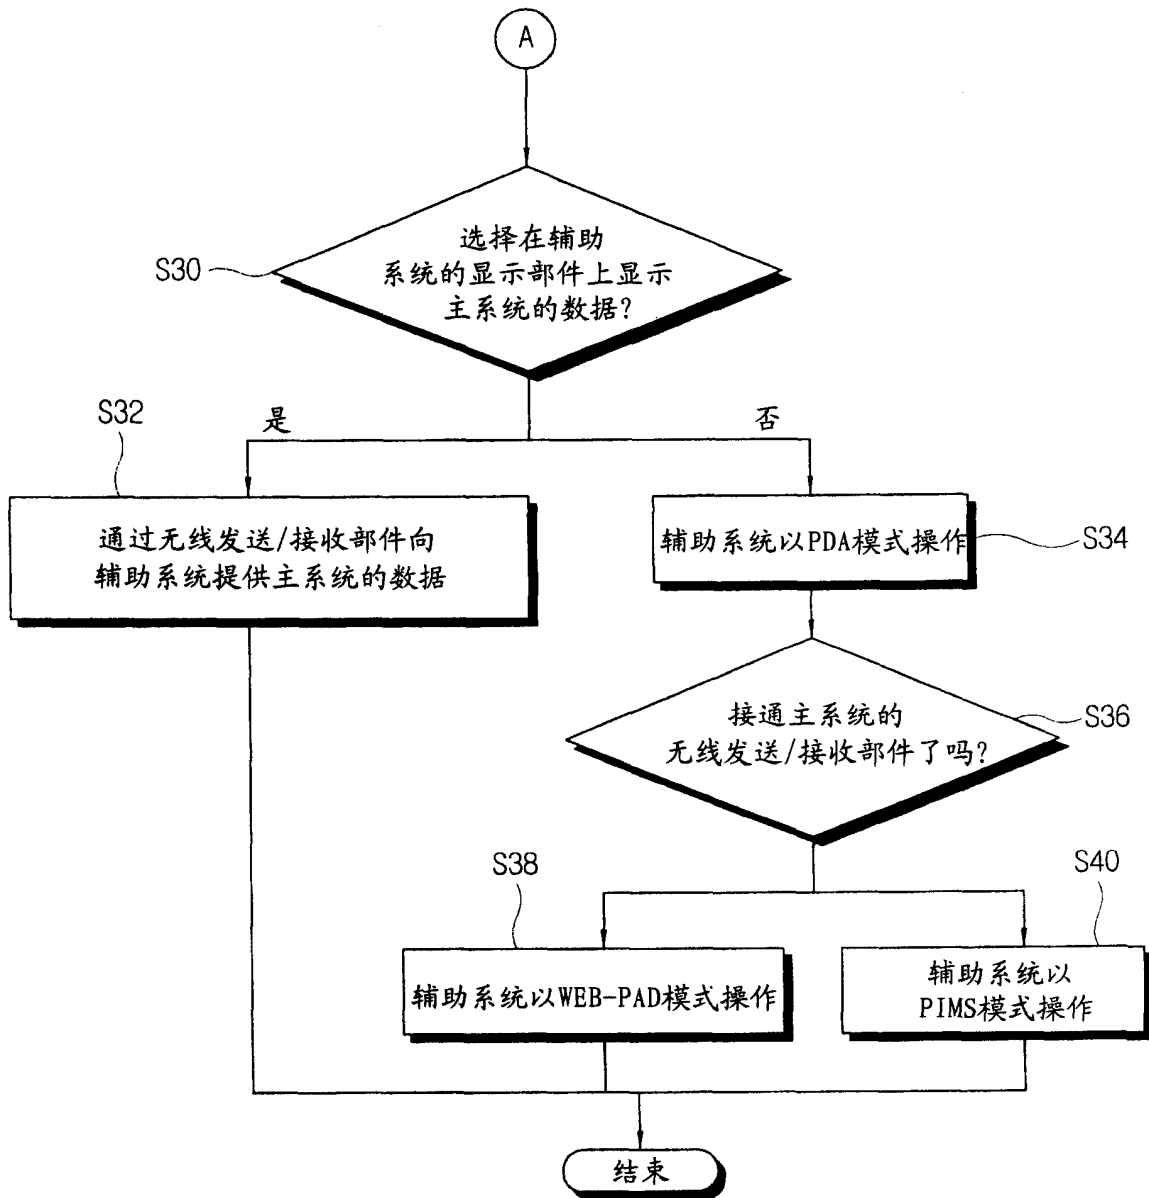 A
S30
选择在辅助
系统的显示部件上显示
主系统的数据?
是
否
S32
通过无线发送/接收部件向
辅助系统提供主系统的数据
辅助系统以PDA模式操作
S34
接通主系统的
无线发送/接收部件了吗?
S36
S38
辅助系统以WEB-PAD模式操作
S40
辅助系统以
PIMS模式操作
结束